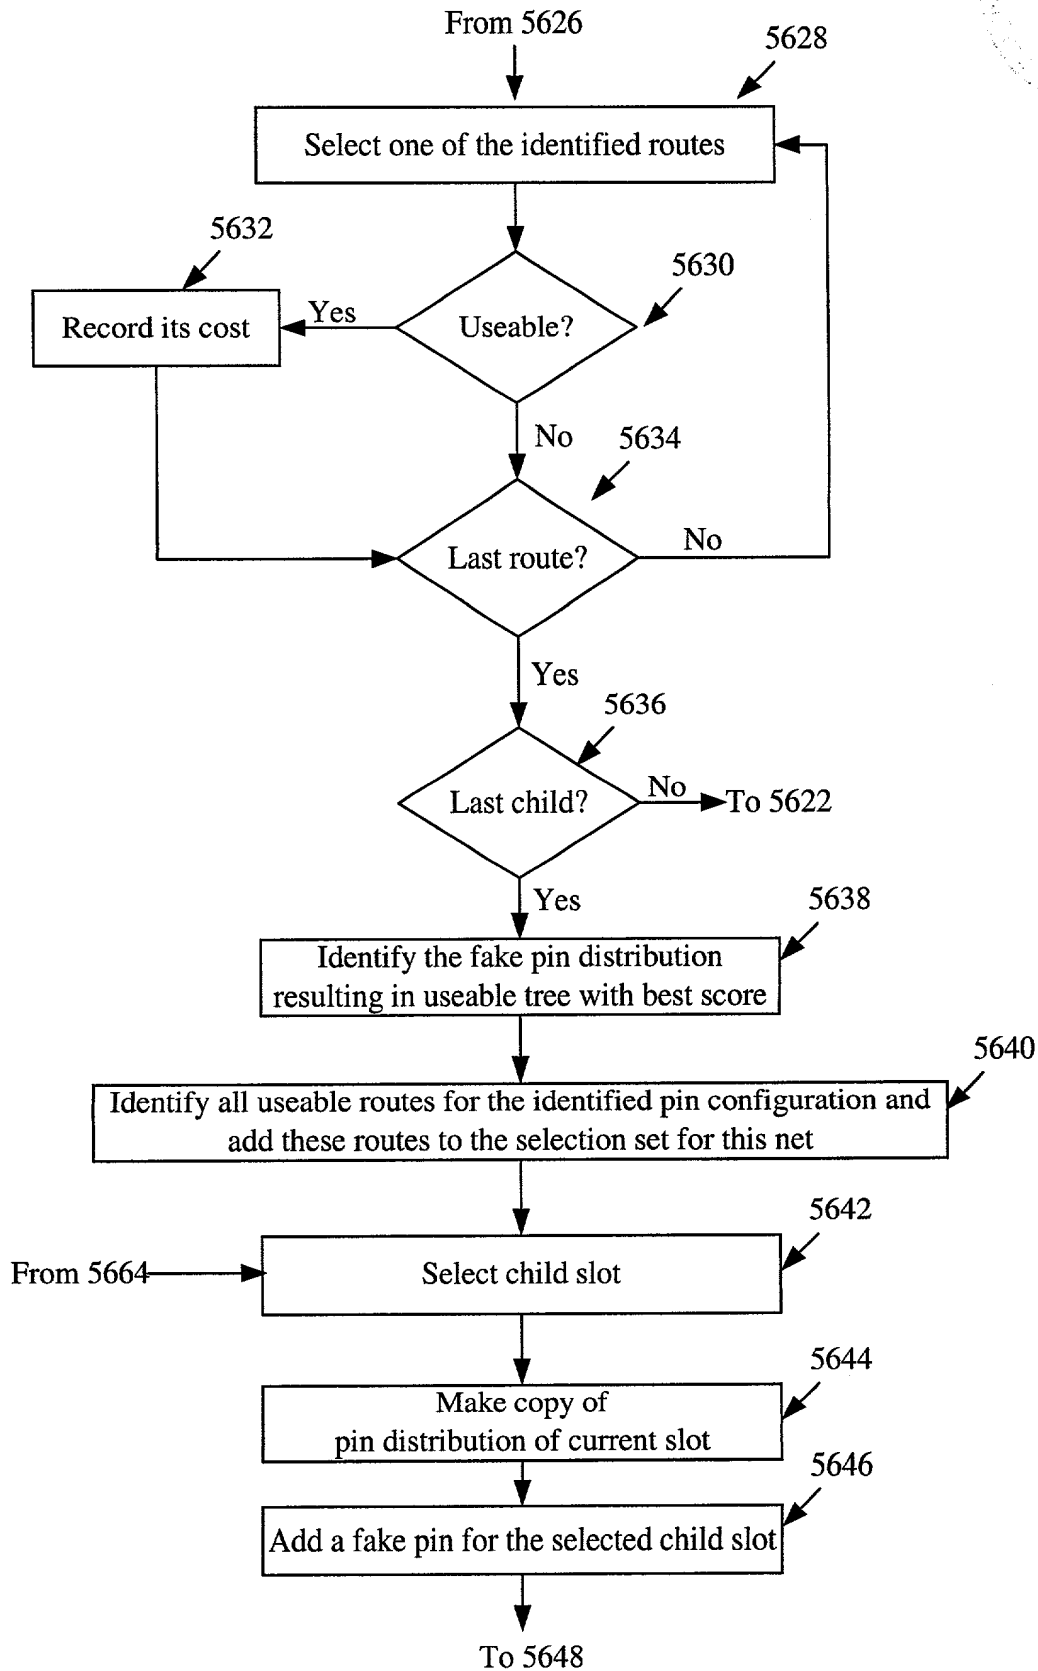 From 5626
5628
Select one of the identified routes
5632
5630
Record its cost
Yes
Useable?
No
5634
Last route?
No
Yes
5636
Last child?
No
To 5622
Yes
5638
Identify the fake pin distribution
resulting in useable tree with best score
5640
Identify all useable routes for the identified pin configuration and
add these routes to the selection set for this net
5642
From 5664
Select child slot
5644
Make copy of
pin distribution of current slot
5646
Add a fake pin for the selected child slot
To 5648